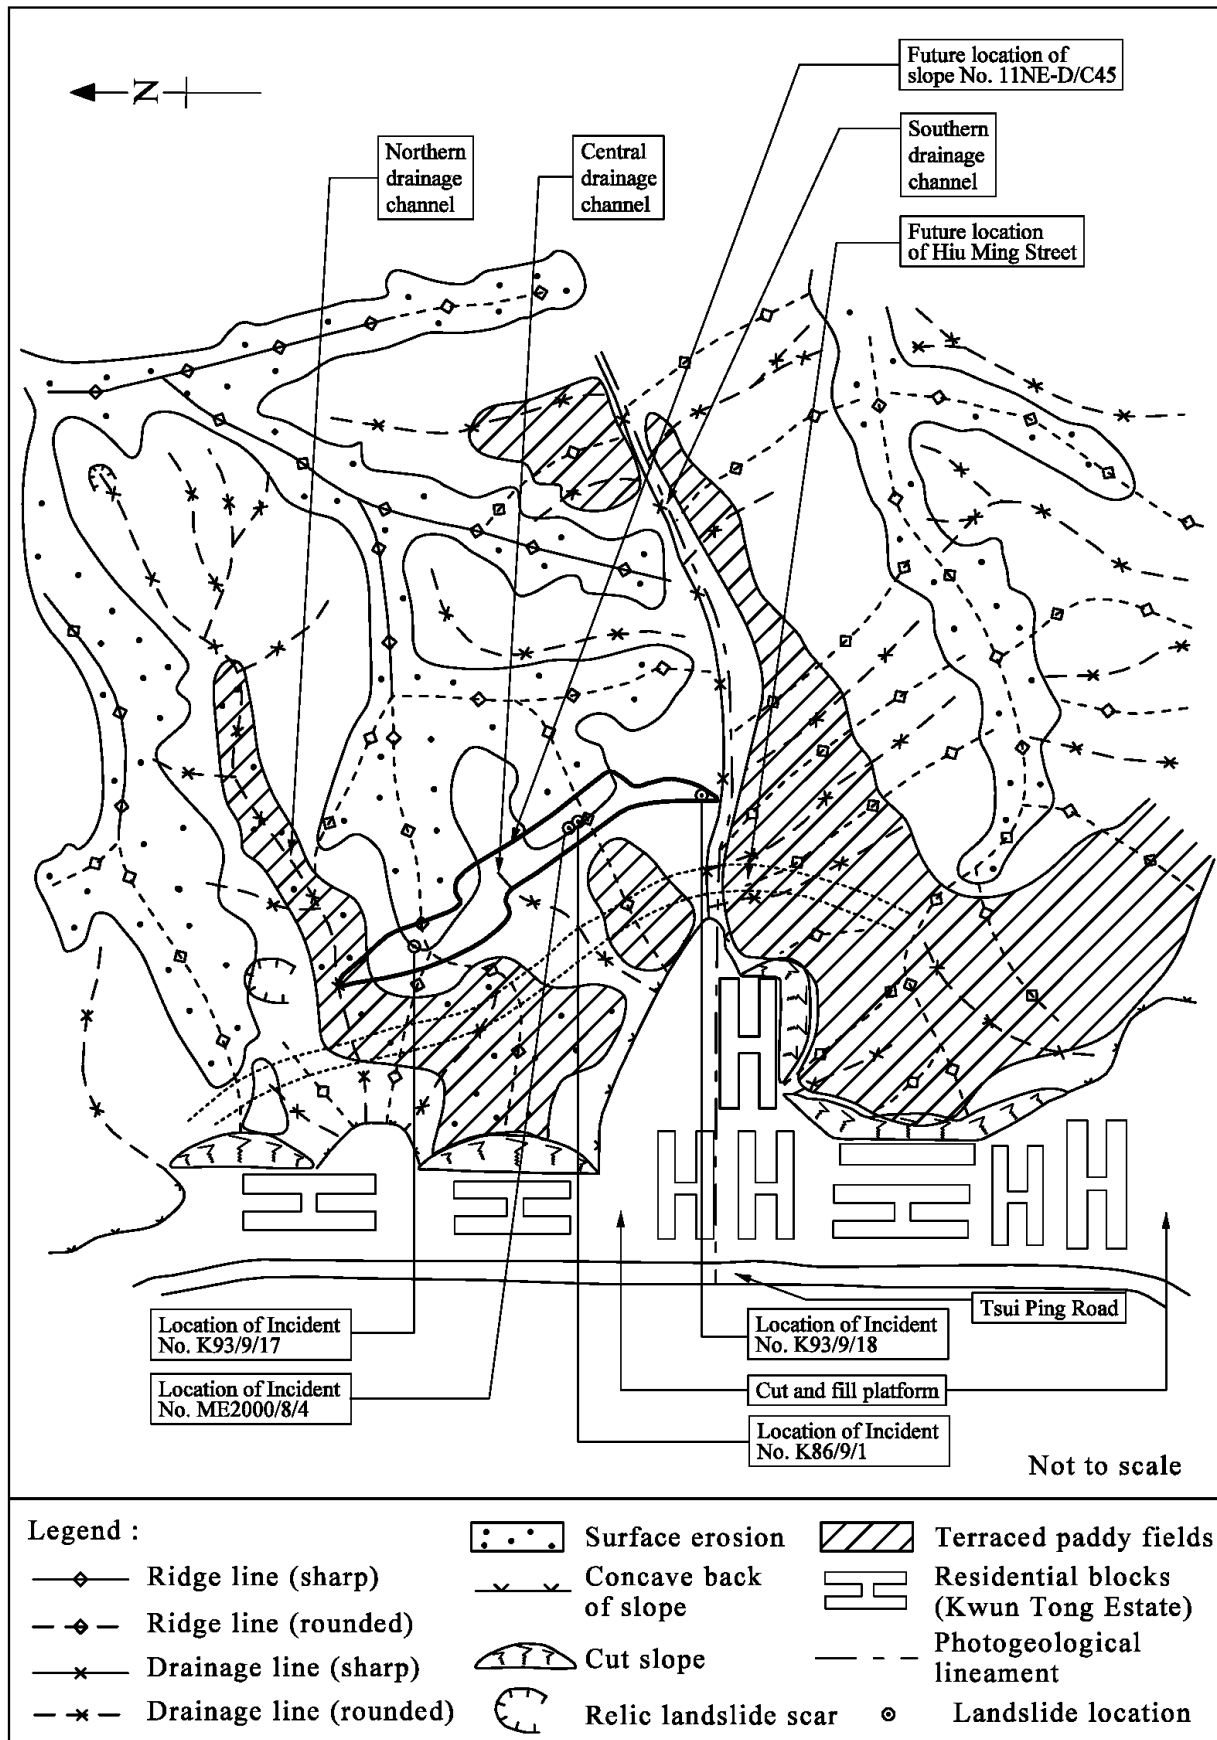 Future location of
slope No. 11NE-D/C45
N
Northern
drainage
channel
Central
drainage
channel
Southern
drainage
channel
Future location
of Hiu Ming Street
Tsui Ping Road
Location of Incident
No. K93/9/17
Location of Incident
No. K93/9/18
Location of Incident
No. ME2000/8/4
Cut and fill platform
Location of Incident
No. K86/9/1
Not to scale
Legend :
Ridge line (sharp)
Ridge line (rounded)
Drainage line (sharp)
Drainage line (rounded)
Surface erosion
Concave back
of slope
Cut slope
Relic landslide scar
Terraced paddy fields
Residential blocks
(Kwun Tong Estate)
Photogeological
lineament
Landslide location